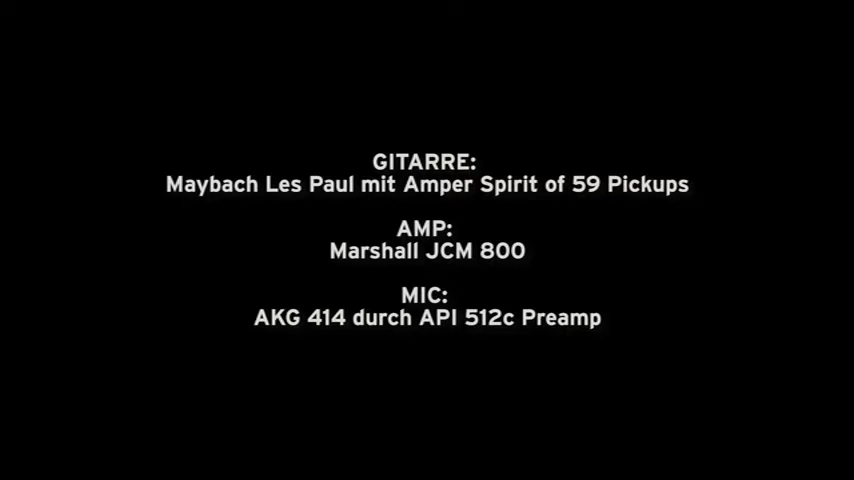 GITARRE:
Maybach Les Paul mit Amper Spirit of 59 Pickups
AMP:
Marshall JCM 800
MIC:
AKG 414 durch API 512c Preamp